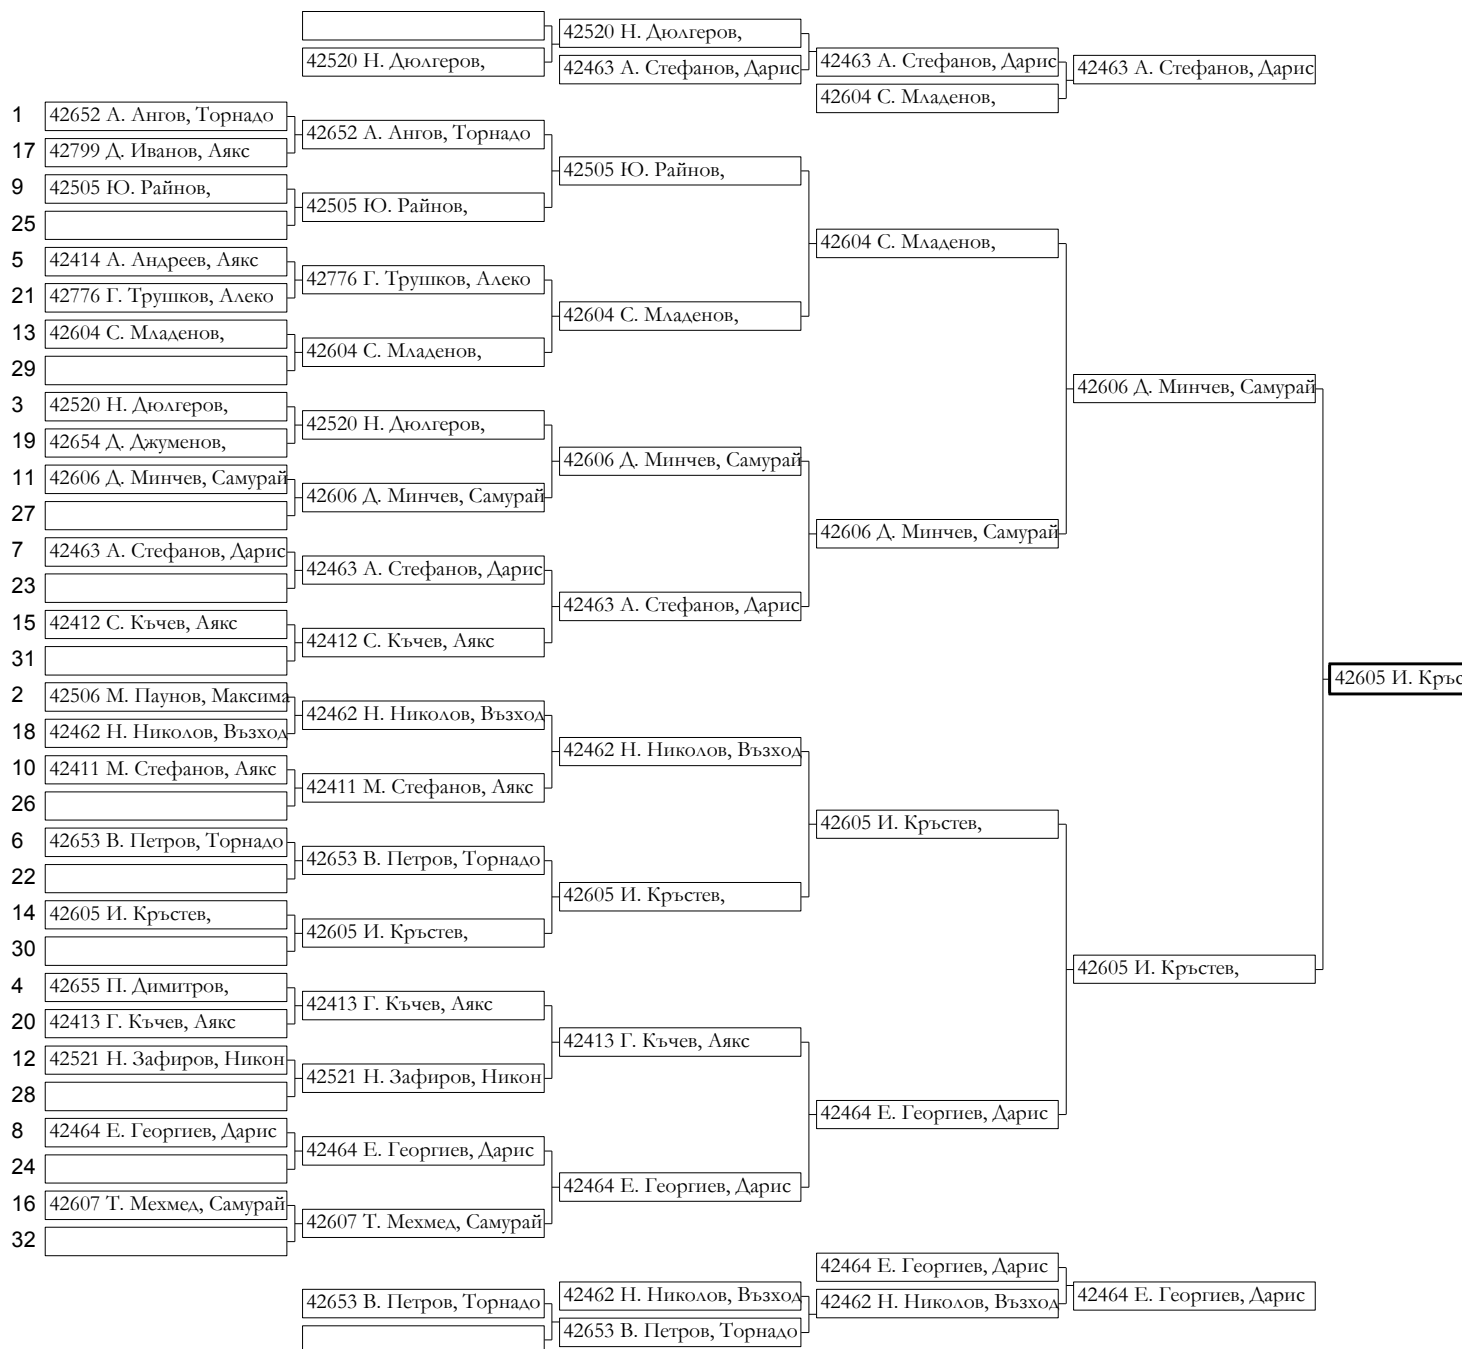 42520 Н. Дюлгеров,
42520 Н. Дюлгеров,
42463 А. Стефанов, Дарис
42463 А. Стефанов, Дарис
42604 С. Младенов,
42463 А. Стефанов, Дарис
1 42652 А. Ангов, Торнадо
17 42799 Д. Иванов, Аякс
9 42505 Ю. Райнов,
25
5 42414 А. Андреев, Аякс
21 42776 Г. Трушков, Алеко
13 42604 С. Младенов,
29
3 42520 Н. Дюлгеров,
19 42654 Д. Джуменов,
11 42606 Д. Минчев, Самурай
27
7 42463 А. Стефанов, Дарис
23
15 42412 С. Къчев, Аякс
31
2 42506 М. Паунов, Максима
18 42462 Н. Николов, Възход
10 42411 М. Стефанов, Аякс
26
6 42653 В. Петров, Торнадо
22
14 42605 И. Кръстев,
30
4 42655 П. Димитров,
20 42413 Г. Къчев, Аякс
12 42521 Н. Зафиров, Никон
28
8 42464 Е. Георгиев, Дарис
24
16 42607 Т. Мехмед, Самурай
32
42652 А. Ангов, Торнадо
42505 Ю. Райнов,
42776 Г. Трушков, Алеко
42604 С. Младенов,
42520 Н. Дюлгеров,
42606 Д. Минчев, Самурай
42463 А. Стефанов, Дарис
42412 С. Къчев, Аякс
42462 Н. Николов, Възход
42411 М. Стефанов, Аякс
42653 В. Петров, Торнадо
42605 И. Кръстев,
42413 Г. Къчев, Аякс
42521 Н. Зафиров, Никон
42464 Е. Георгиев, Дарис
42607 Т. Мехмед, Самурай
42505 Ю. Райнов,
42604 С. Младенов,
42606 Д. Минчев, Самурай
42463 А. Стефанов, Дарис
42462 Н. Николов, Възход
42605 И. Кръстев,
42413 Г. Къчев, Аякс
42464 Е. Георгиев, Дарис
42604 С. Младенов,
42606 Д. Минчев, Самурай
42605 И. Кръстев,
42464 Е. Георгиев, Дарис
42606 Д. Минчев, Самурай
42605 И. Кръстев,
42605 И. Кръс
42653 В. Петров, Торнадо
42462 Н. Николов, Възход
42653 В. Петров, Торнадо
42464 Е. Георгиев, Дарис
42462 Н. Николов, Възход
42464 Е. Георгиев, Дарис